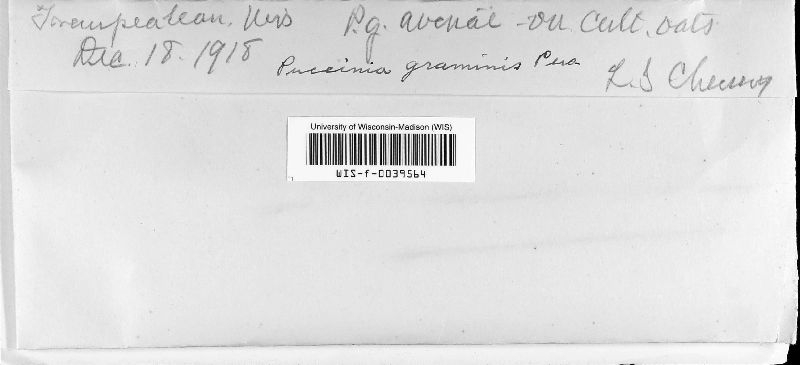 Trempealeau, Wis P.g. avenae - on Cult. oats
Dec. 18. 1918 Puccinia graminis Pers L.S Cheney
University of Wisconsin-Madison (WIS)
WIS-f-0039564